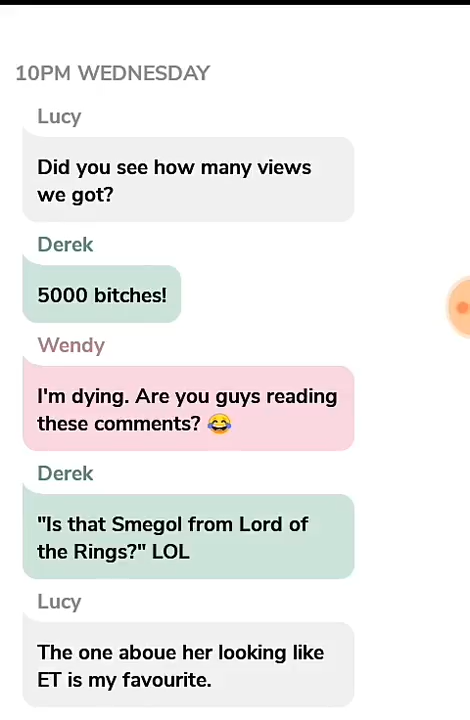 10PM WEDNESDAY
Lucy
Did you see how many views
we got?
Derek
5000 bitches!
Wendy
I'm dying. Are you guys reading
these comments? 😂
Derek
"Is that Smegol from Lord of
the Rings?" LOL
Lucy
The one aboue her looking like
ET is my favourite.